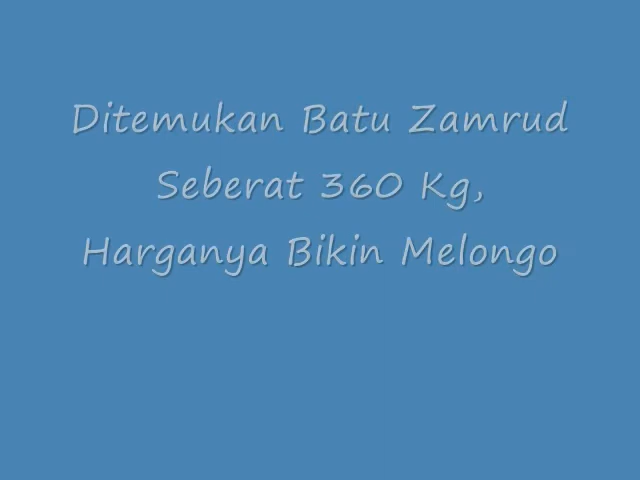 Ditemukan Batu Zamrud
Seberat 360 Kg,
Harganya Bikin Melongo